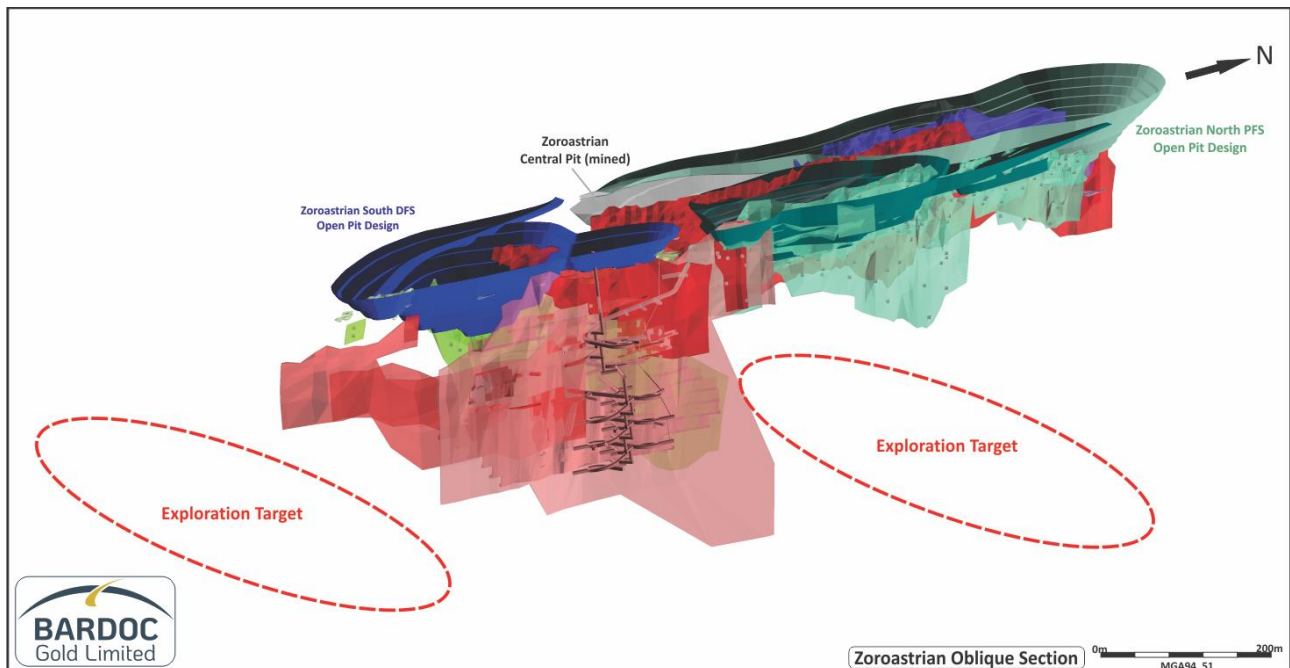 N
Zoroastrian
Central Pit (mined)
Zoroastrian North PFS
Open Pit Design
Zoroastrian South DFS
Open Pit Design
Exploration Target
Exploration Target
BARDOC
Gold Limited
Zoroastrian Oblique Section
0m
200m
MGA94_51